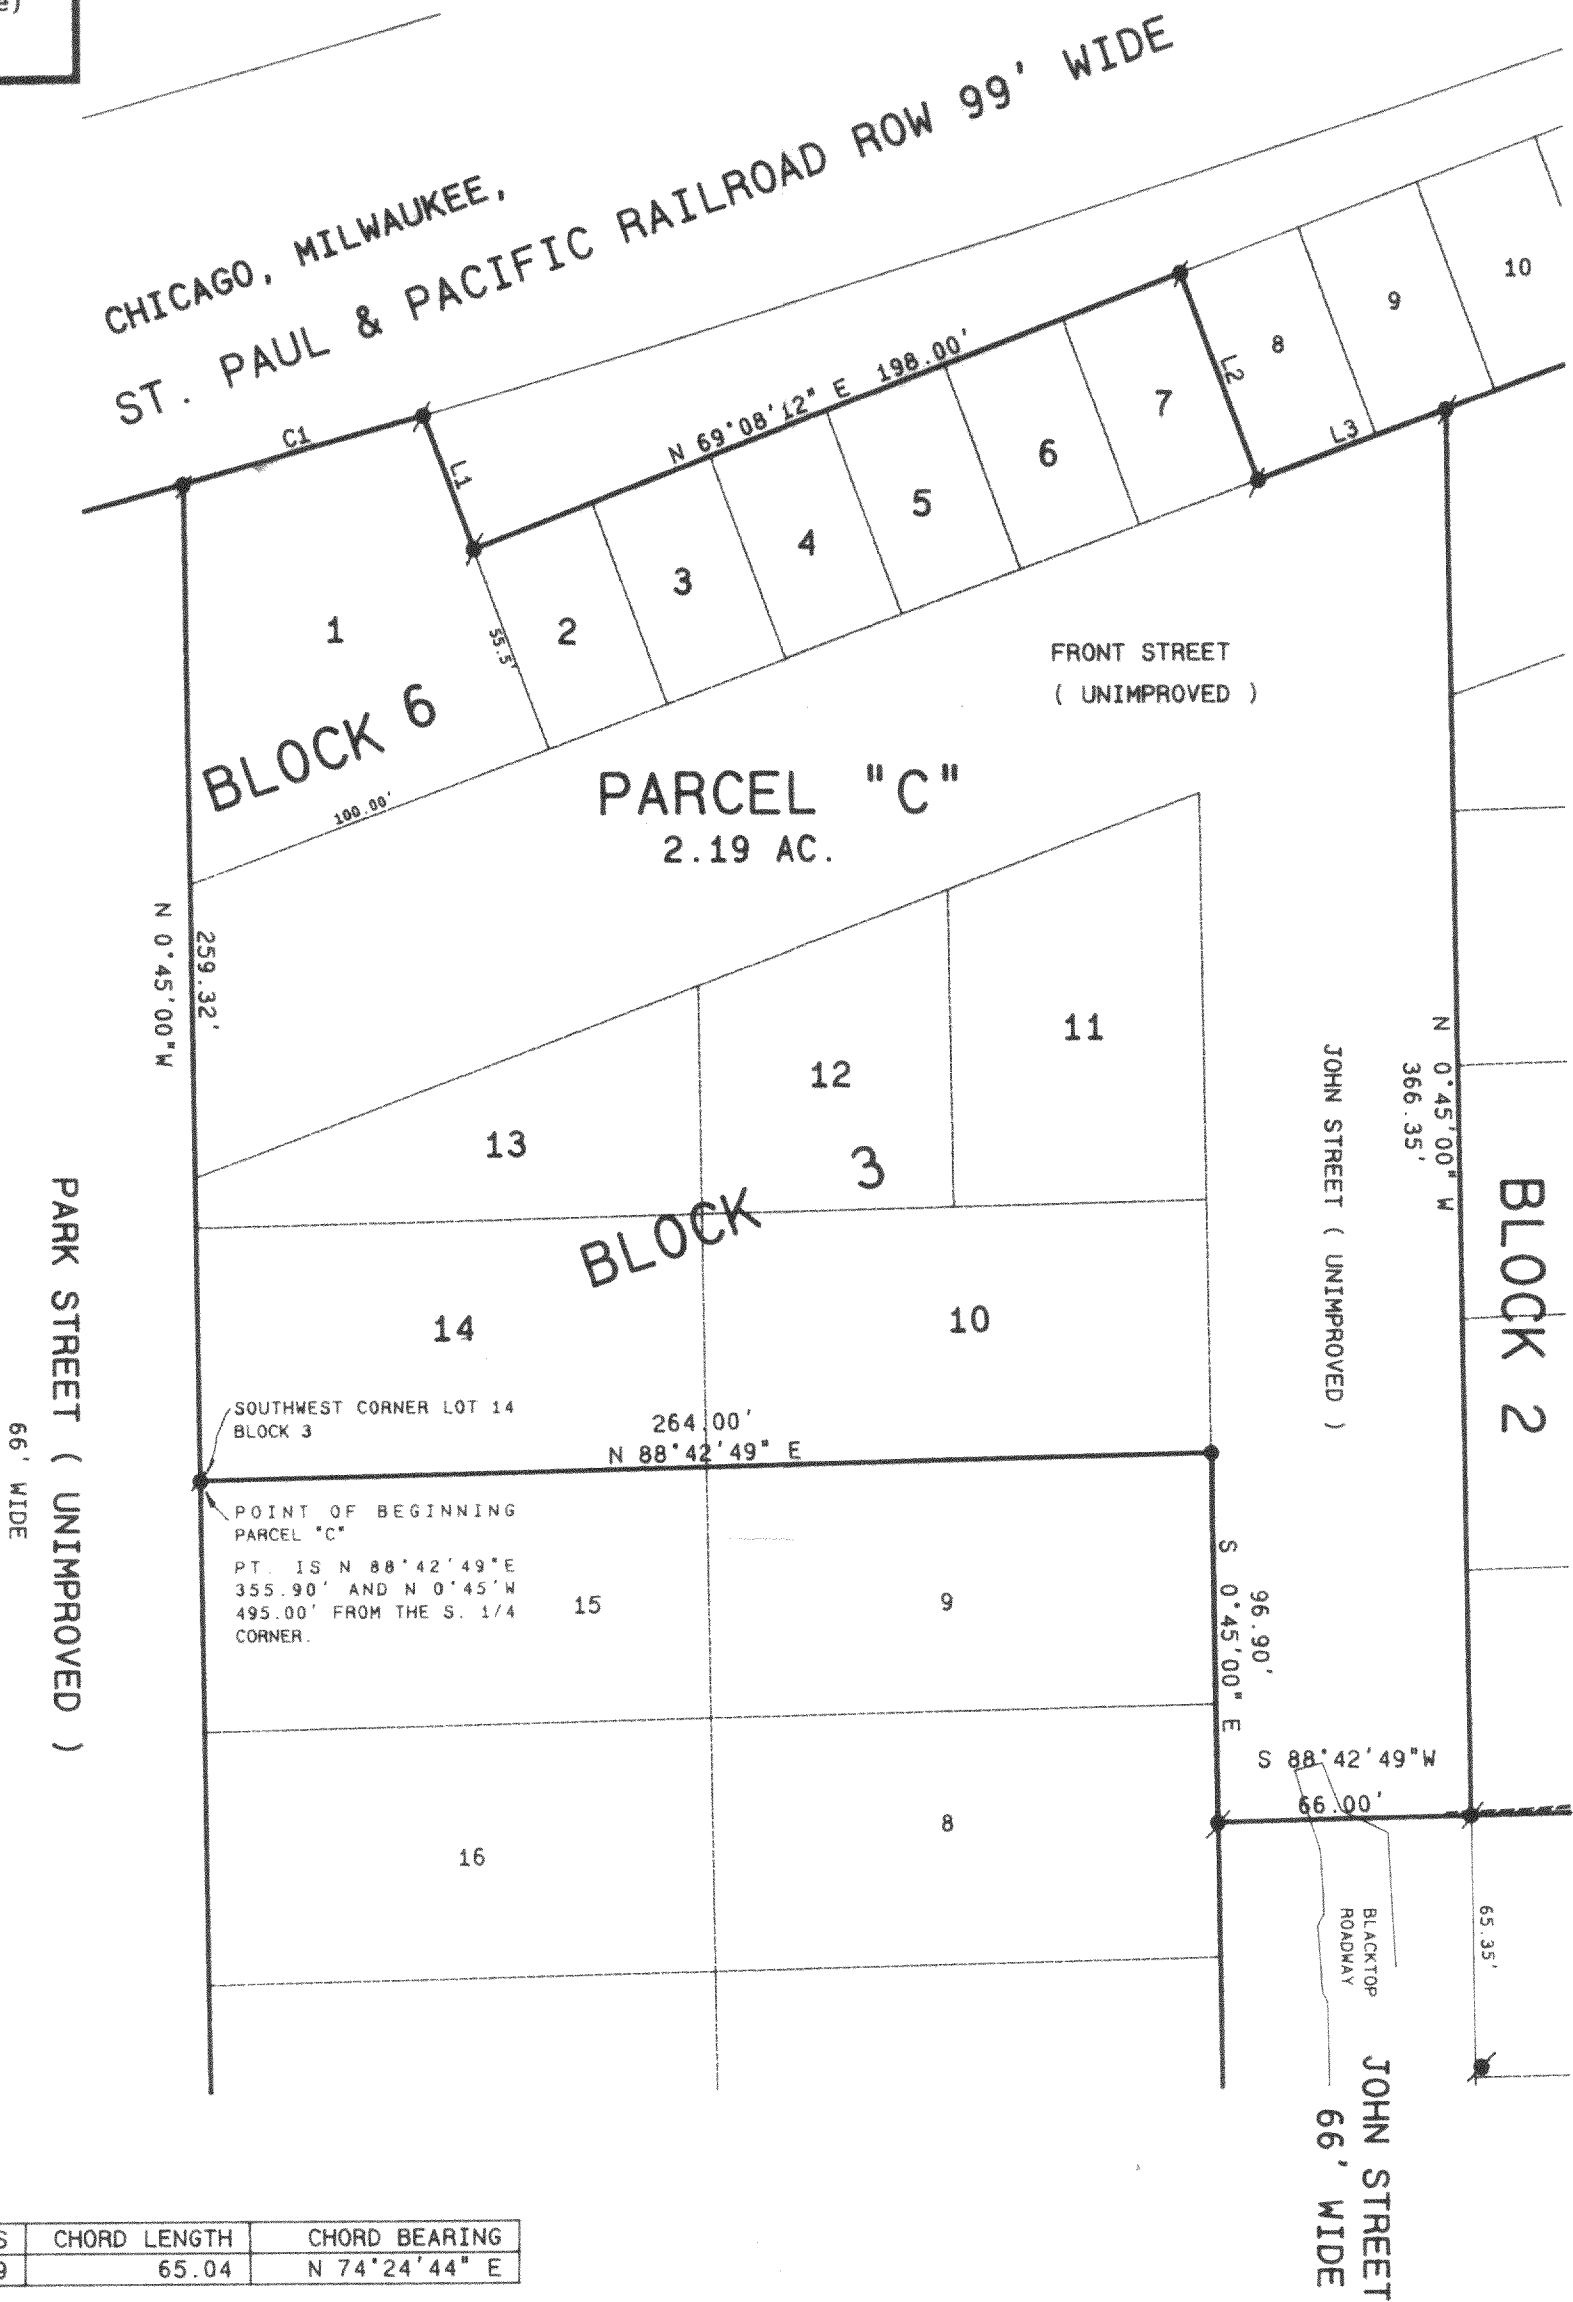 e)
CHICAGO, MILWAUKEE,
ST. PAUL & PACIFIC RAILROAD ROW 99' WIDE
C1
L1
N 69°08'12" E 198.00'
L2
L3
1
2
3
4
5
6
7
8
9
10
55.5'
BLOCK 6
100.00'
FRONT STREET
( UNIMPROVED )
PARCEL "C"
2.19 AC.
259.32'
N 0°45'00"W
11
12
13
BLOCK 3
14
10
N 0°45'00" W
366.35'
JOHN STREET ( UNIMPROVED )
BLOCK 2
PARK STREET ( UNIMPROVED )
66' WIDE
SOUTHWEST CORNER LOT 14
BLOCK 3
264.00'
N 88°42'49" E
POINT OF BEGINNING
PARCEL "C"
PT. IS N 88°42'49"E
355.90' AND N 0°45'W
495.00' FROM THE S. 1/4
CORNER.
15
9
96.90'
S 0°45'00" E
S 88°42'49"W
66.00'
16
8
BLACKTOP
ROADWAY
65.35'
JOHN STREET
66' WIDE
S CHORD LENGTH CHORD BEARING
9 65.04 N 74°24'44" E